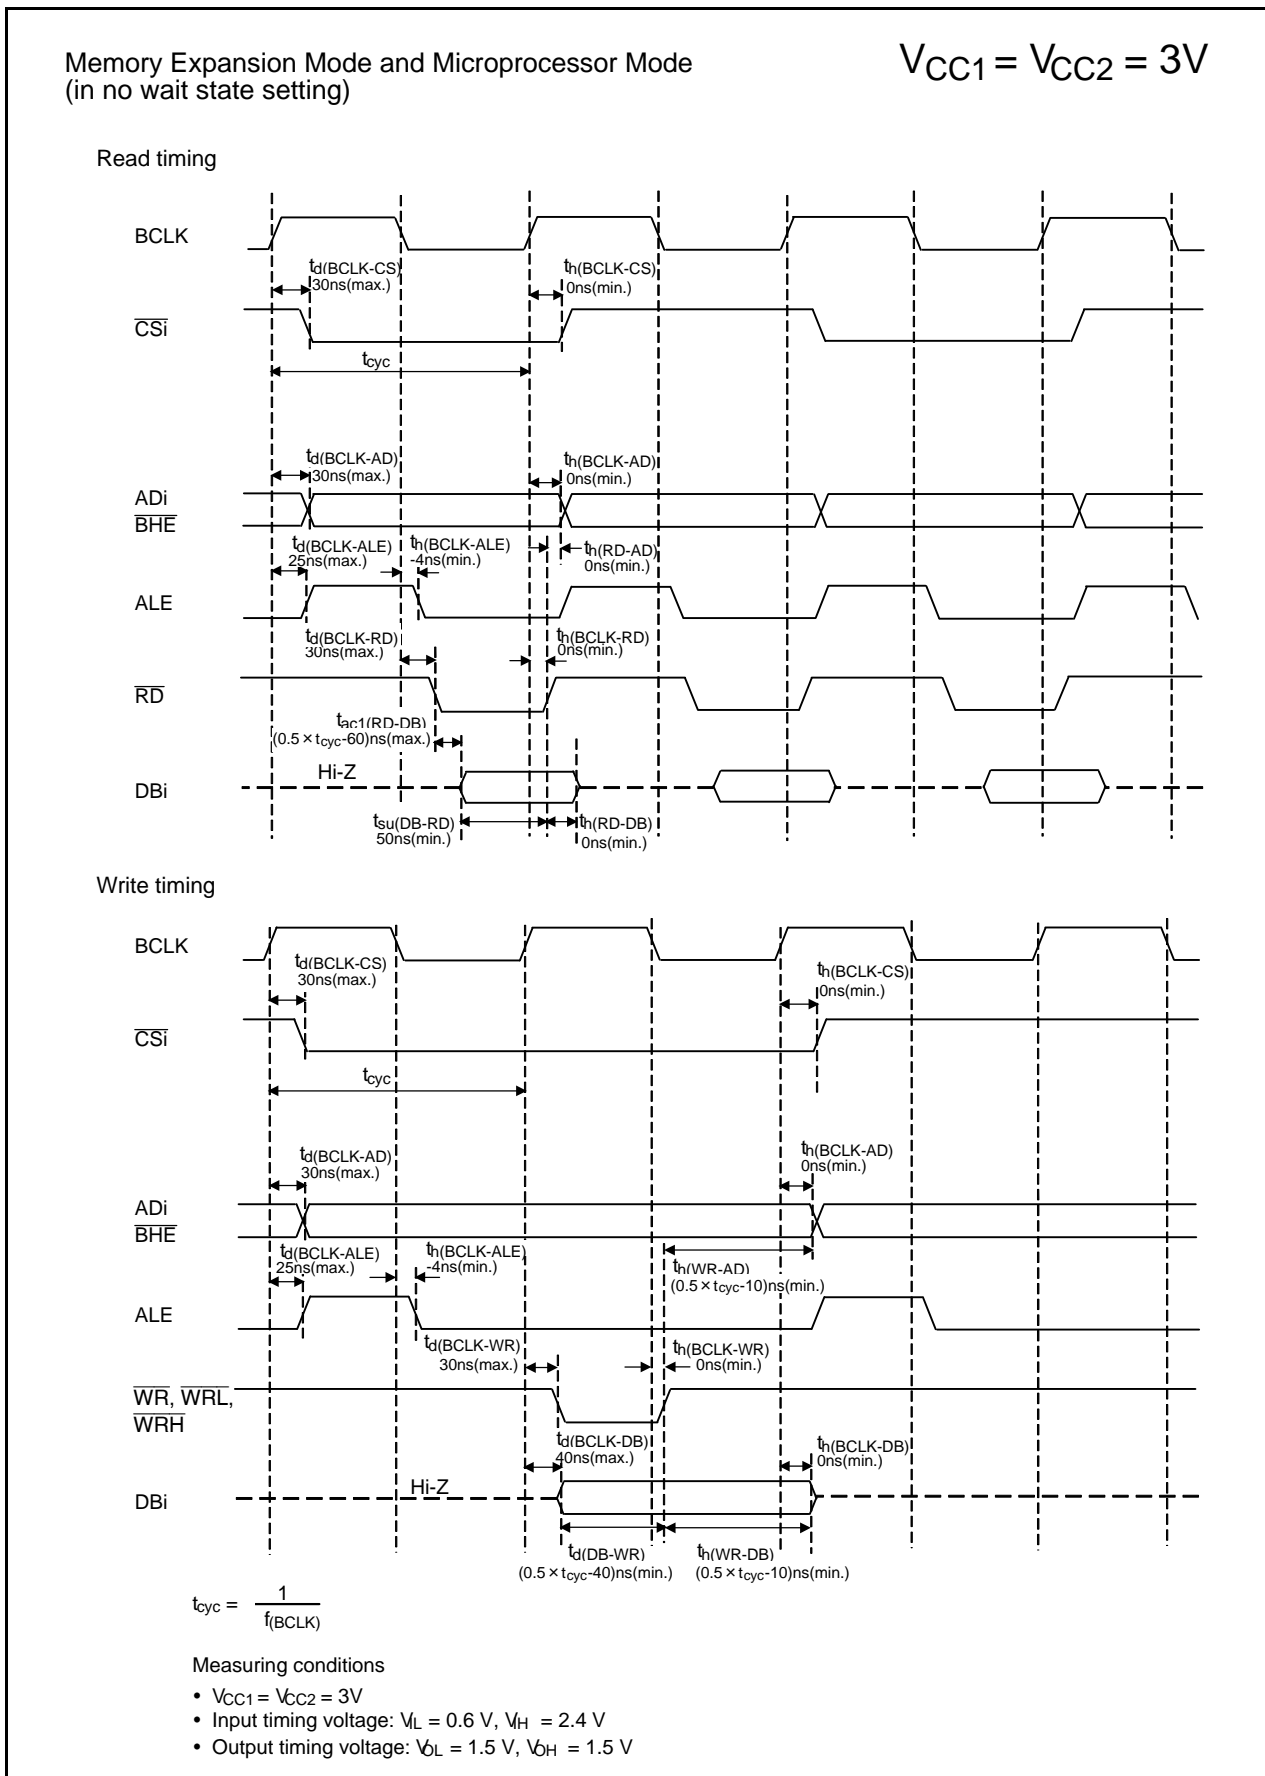 Memory Expansion Mode and Microprocessor Mode
(in no wait state setting)
VCC1 = VCC2 = 3V
Read timing
BCLK
td(BCLK-CS)
30ns(max.)
th(BCLK-CS)
0ns(min.)
CSi
tcyc
td(BCLK-AD)
30ns(max.)
th(BCLK-AD)
0ns(min.)
ADi
BHE
td(BCLK-ALE)
25ns(max.)
th(BCLK-ALE)
-4ns(min.)
th(RD-AD)
0ns(min.)
ALE
td(BCLK-RD)
30ns(max.)
th(BCLK-RD)
0ns(min.)
RD
tac1(RD-DB)
(0.5 × tcyc-60)ns(max.)
Hi-Z
DBi
tsu(DB-RD)
50ns(min.)
th(RD-DB)
0ns(min.)
Write timing
BCLK
td(BCLK-CS)
30ns(max.)
th(BCLK-CS)
0ns(min.)
CSi
tcyc
td(BCLK-AD)
30ns(max.)
th(BCLK-AD)
0ns(min.)
ADi
BHE
td(BCLK-ALE)
25ns(max.)
th(BCLK-ALE)
-4ns(min.)
th(WR-AD)
(0.5 × tcyc-10)ns(min.)
ALE
td(BCLK-WR)
30ns(max.)
th(BCLK-WR)
0ns(min.)
WR, WRL,
WRH
td(BCLK-DB)
40ns(max.)
th(BCLK-DB)
0ns(min.)
Hi-Z
DBi
td(DB-WR)
(0.5 × tcyc-40)ns(min.)
th(WR-DB)
(0.5 × tcyc-10)ns(min.)
tcyc = 1
f(BCLK)
Measuring conditions
• VCC1 = VCC2 = 3V
• Input timing voltage: VIL = 0.6 V, VIH = 2.4 V
• Output timing voltage: VOL = 1.5 V, VOH = 1.5 V